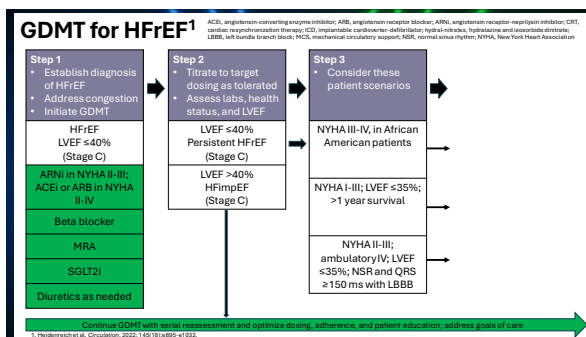 GDMT for HFrEF1
ACEi, angiotensin-converting enzyme inhibitor; ARB, angiotensin receptor blocker; ARNi, angiotensin receptor-neprilysin inhibitor; CRT,
cardiac resynchronization therapy; ICD, implantable cardioverter-defibrillator; hydral-nitrates, hydralazine and isosorbide dinitrate;
LBBB, left bundle branch block; MCS, mechanical circulatory support; NSR, normal sinus rhythm; NYHA, New York Heart Association
Step 1
• Establish diagnosis
of HFrEF
• Address congestion
• Initiate GDMT
HFrEF
LVEF ≤40%
(Stage C)
ARNi in NYHA II-III;
ACEi or ARB in NYHA
II-IV
Beta blocker
MRA
SGLT2i
Diuretics as needed
Step 2
• Titrate to target
dosing as tolerated
• Assess labs, health
status, and LVEF
LVEF ≤40%
Persistent HFrEF
(Stage C)
LVEF >40%
HFimpEF
(Stage C)
Step 3
• Consider these
patient scenarios
NYHA III-IV, in African
American patients
NYHA I-III; LVEF ≤35%;
>1 year survival
NYHA II-III;
ambulatory IV; LVEF
≤35%; NSR and QRS
≥150 ms with LBBB
Continue GDMT with serial reassessment and optimize dosing, adherence, and patient education; address goals of care
1. Heidenreich et al. Circulation. 2022; 145(18):e895-e1032.